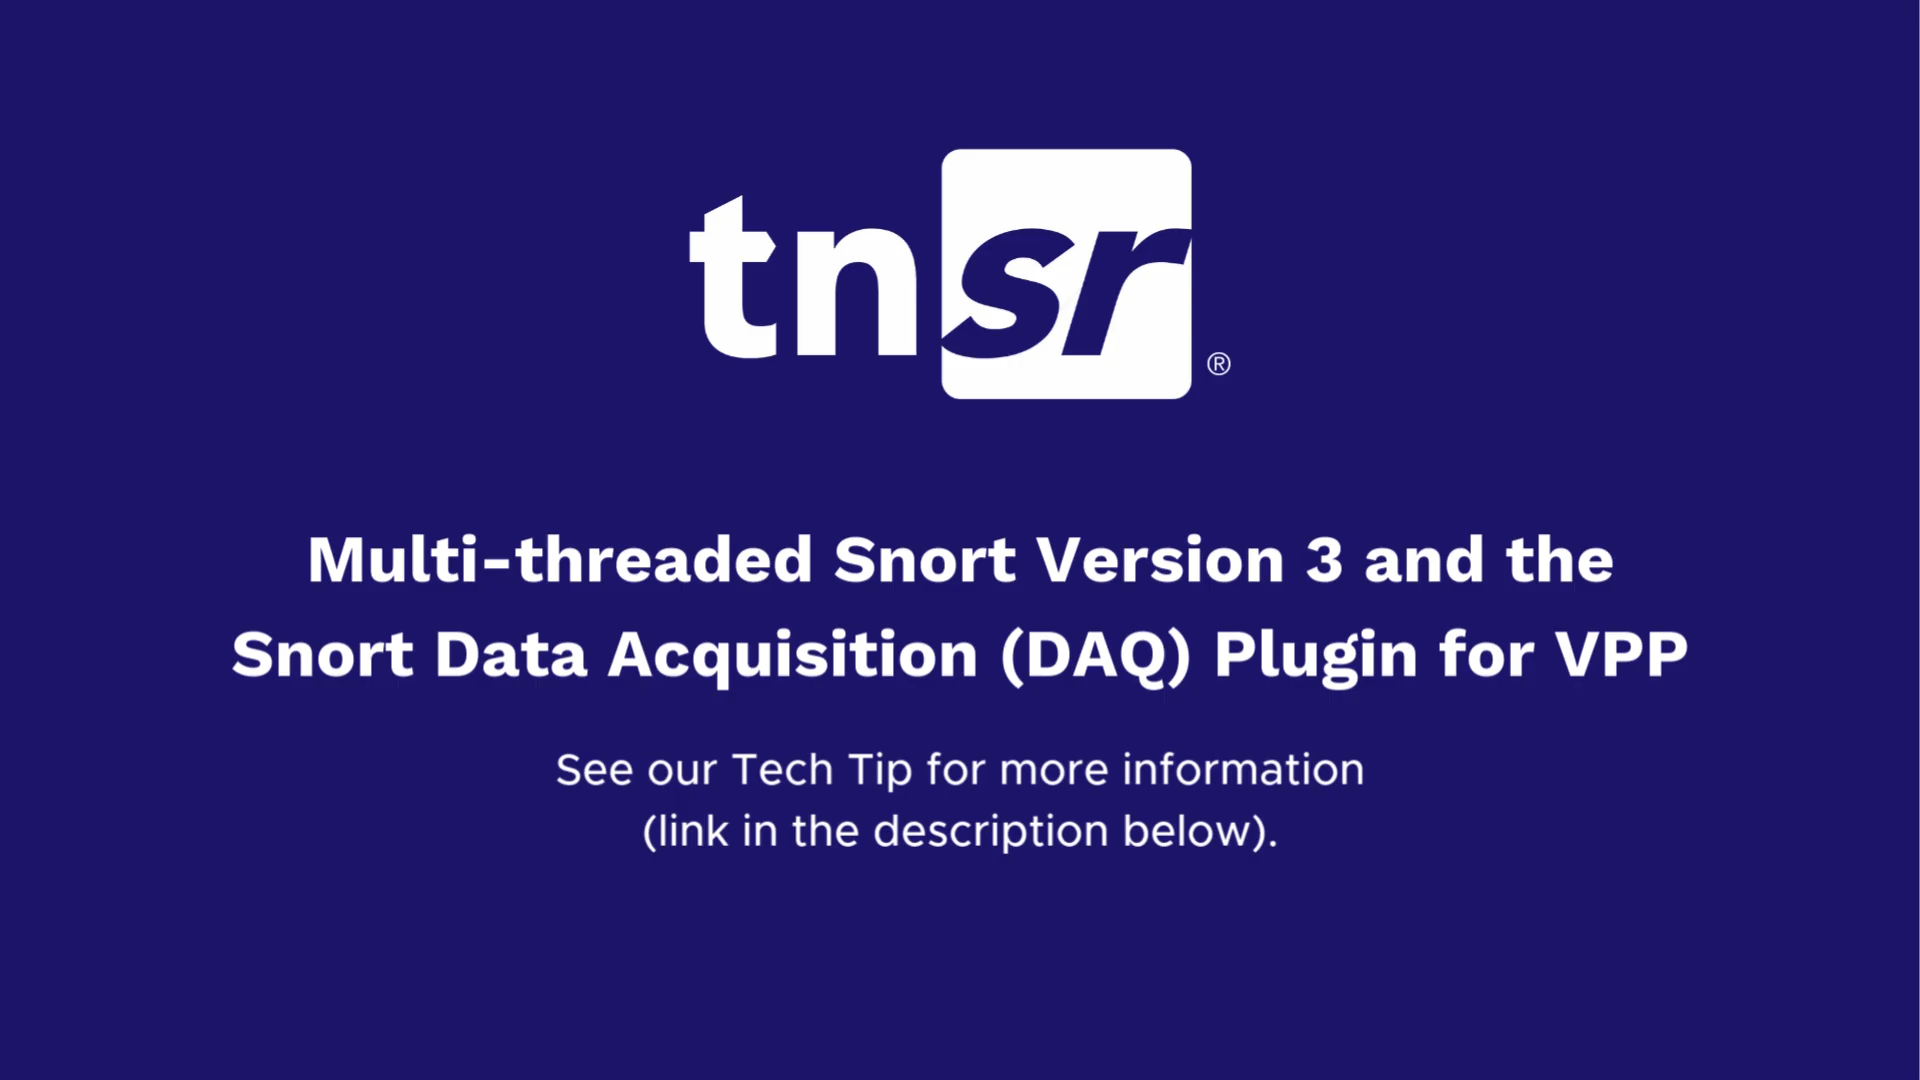 tnsr®
Multi-threaded Snort Version 3 and the
Snort Data Acquisition (DAQ) Plugin for VPP
See our Tech Tip for more information
(link in the description below).